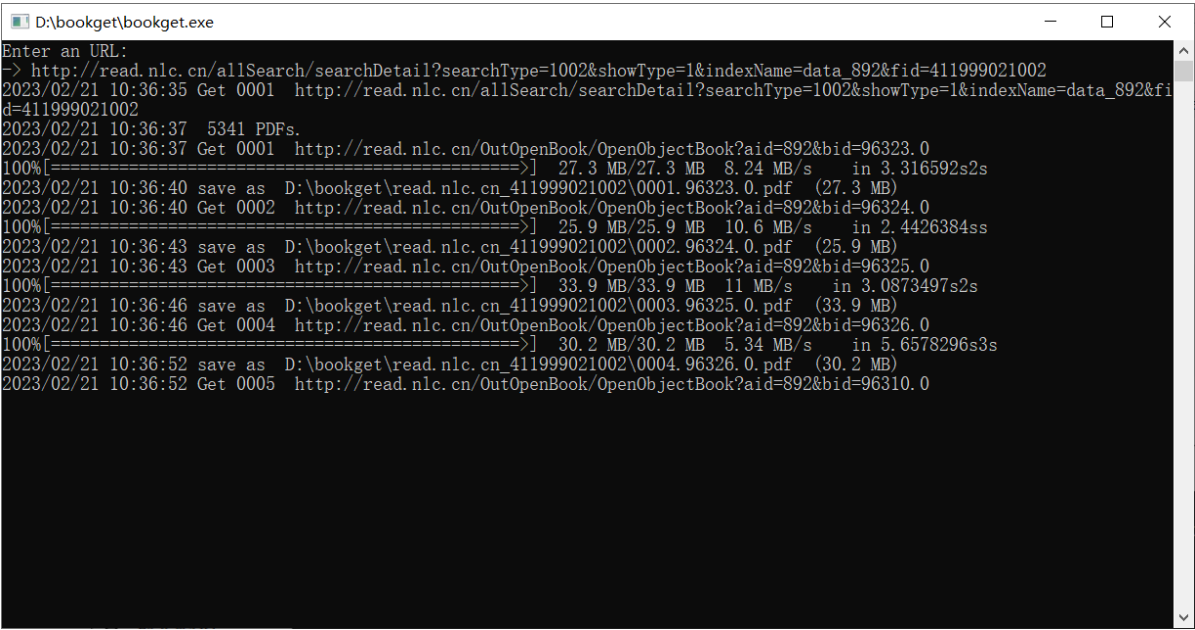 D:\bookget\bookget.exe
Enter an URL:
-> http://read.nlc.cn/allSearch/searchDetail?searchType=1002&showType=1&indexName=data_892&fid=411999021002
2023/02/21 10:36:35 Get 0001  http://read.nlc.cn/allSearch/searchDetail?searchType=1002&showType=1&indexName=data_892&fi
d=411999021002
2023/02/21 10:36:37  5341 PDFs.
2023/02/21 10:36:37 Get 0001  http://read.nlc.cn/OutOpenBook/OpenObjectBook?aid=892&bid=96323.0
100%[================================================>]  27.3 MB/27.3 MB  8.24 MB/s    in 3.316592s2s
2023/02/21 10:36:40 save as  D:\bookget\read.nlc.cn_411999021002\0001.96323.0.pdf  (27.3 MB)
2023/02/21 10:36:40 Get 0002  http://read.nlc.cn/OutOpenBook/OpenObjectBook?aid=892&bid=96324.0
100%[================================================>]  25.9 MB/25.9 MB  10.6 MB/s    in 2.4426384ss
2023/02/21 10:36:43 save as  D:\bookget\read.nlc.cn_411999021002\0002.96324.0.pdf  (25.9 MB)
2023/02/21 10:36:43 Get 0003  http://read.nlc.cn/OutOpenBook/OpenObjectBook?aid=892&bid=96325.0
100%[================================================>]  33.9 MB/33.9 MB  11 MB/s    in 3.0873497s2s
2023/02/21 10:36:46 save as  D:\bookget\read.nlc.cn_411999021002\0003.96325.0.pdf  (33.9 MB)
2023/02/21 10:36:46 Get 0004  http://read.nlc.cn/OutOpenBook/OpenObjectBook?aid=892&bid=96326.0
100%[================================================>]  30.2 MB/30.2 MB  5.34 MB/s    in 5.6578296s3s
2023/02/21 10:36:52 save as  D:\bookget\read.nlc.cn_411999021002\0004.96326.0.pdf  (30.2 MB)
2023/02/21 10:36:52 Get 0005  http://read.nlc.cn/OutOpenBook/OpenObjectBook?aid=892&bid=96310.0